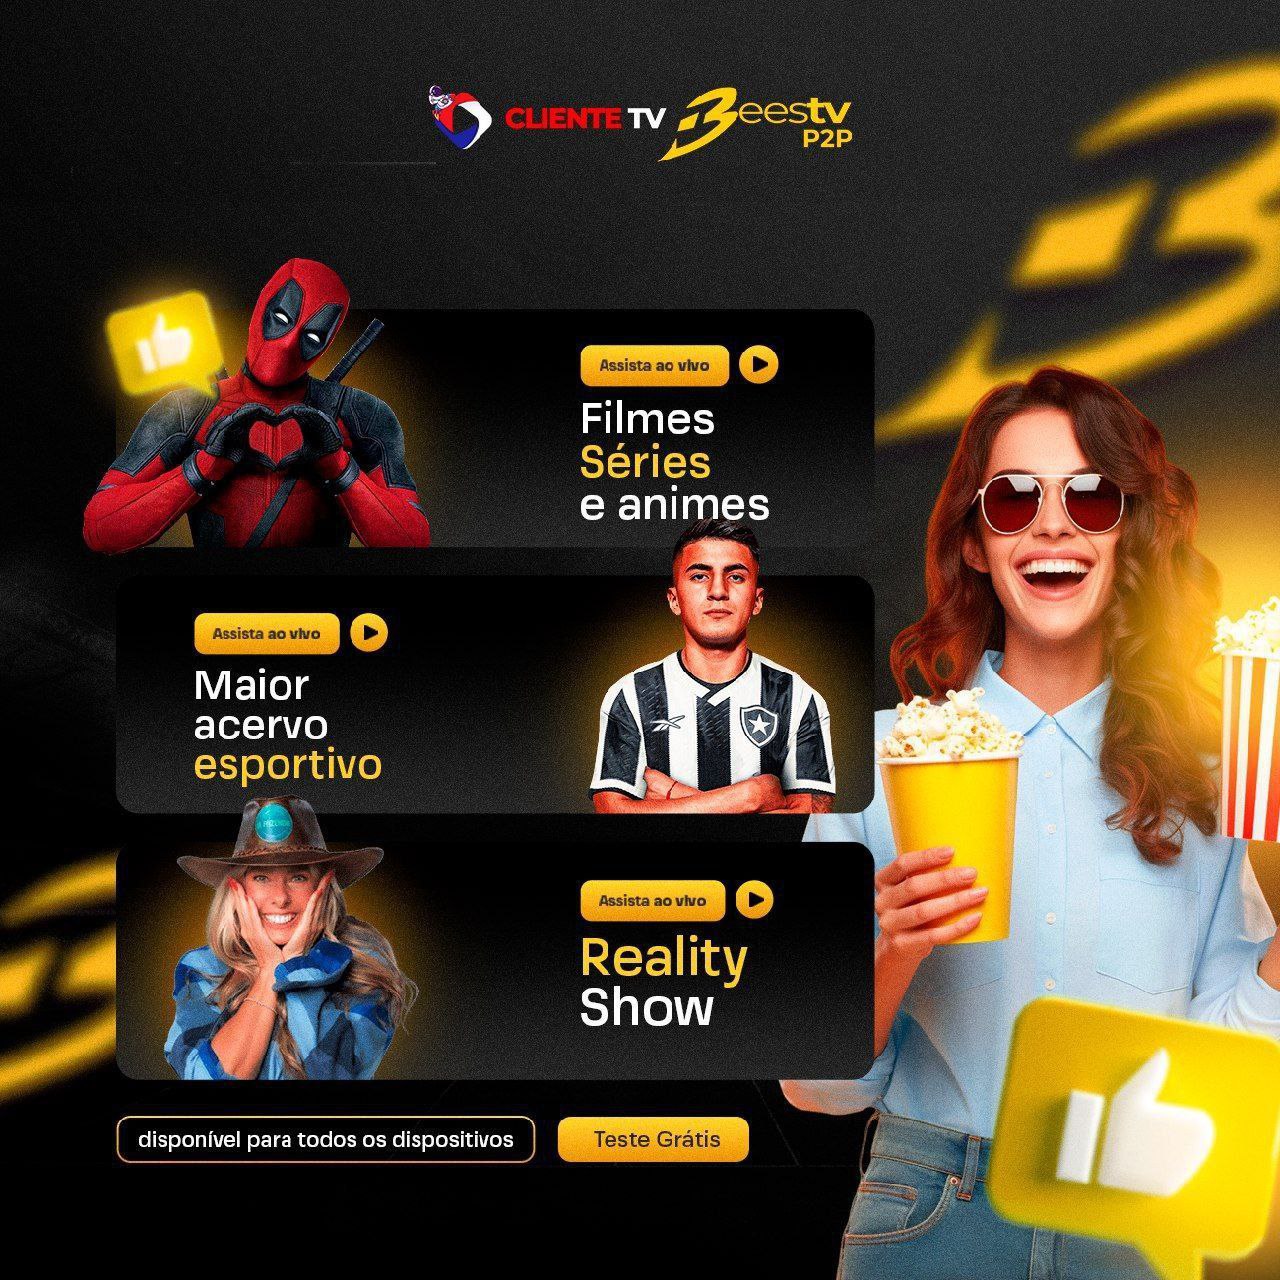 CLIENTE TV Beestv
P2P
Assista ao vivo
Filmes
Séries
e animes
Assista ao vivo
Maior
acervo
esportivo
Assista ao vivo
Reality
Show
disponível para todos os dispositivos
Teste Grátis